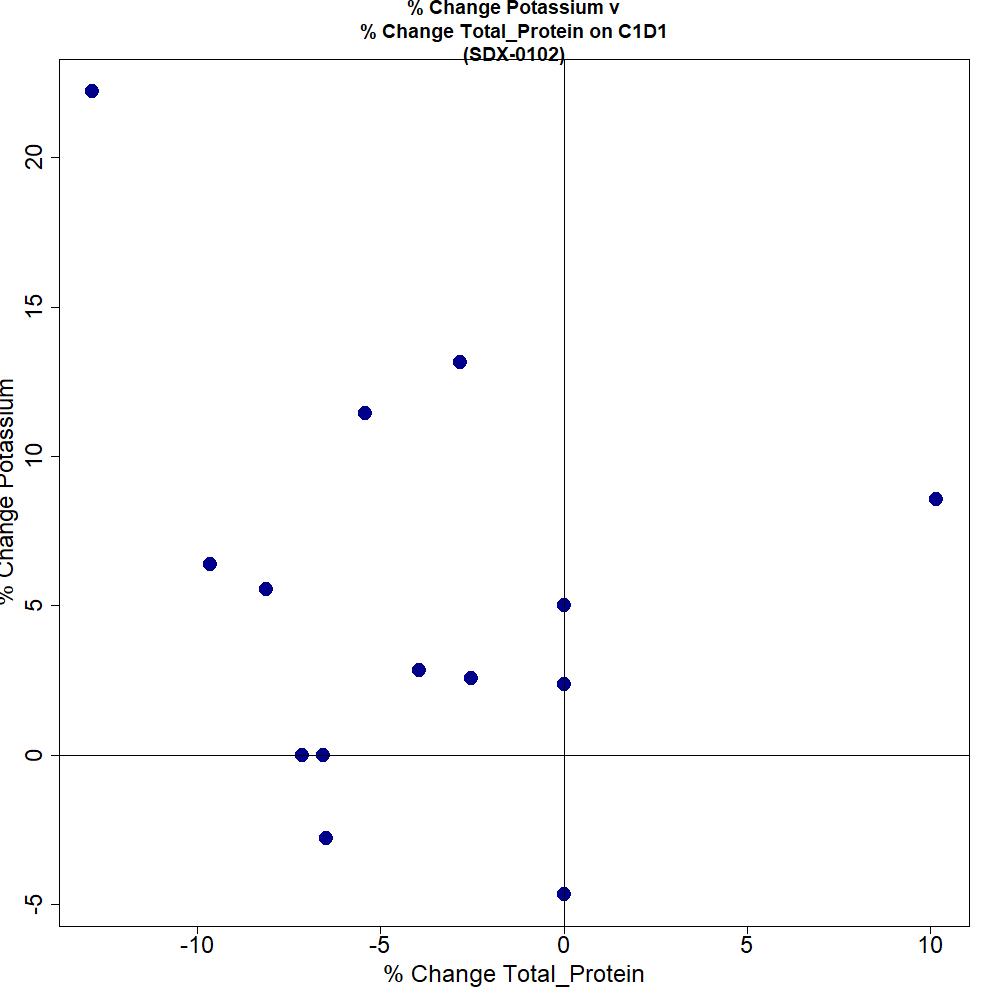 % Change Potassium v
% Change Total_Protein on C1D1
(SDX-0102)
% Change Potassium
20
15
10
5
0
-5
-10
-5
0
5
10
% Change Total_Protein